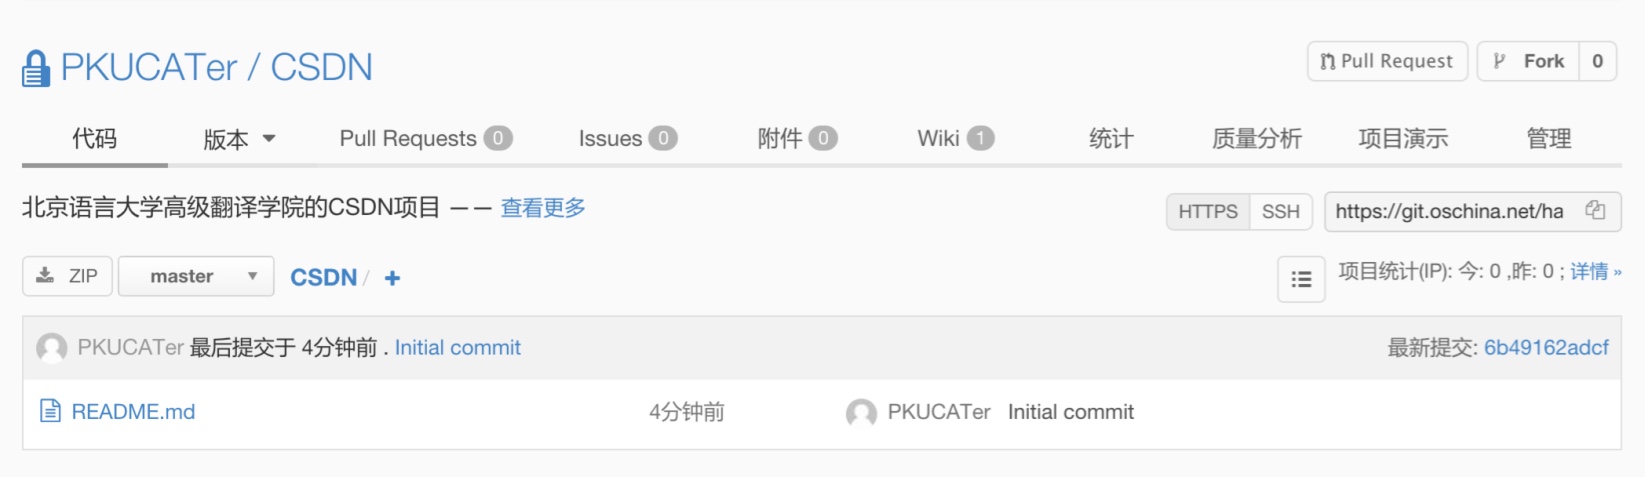 PKUCATer / CSDN Pull Request Fork 0
代码 版本 Pull Requests 0 Issues 0 附件 0 Wiki 1 统计 质量分析 项目演示 管理
北京语言大学高级翻译学院的CSDN项目 —— 查看更多 HTTPS SSH https://git.oschina.net/ha
ZIP master CSDN / + 项目统计(IP): 今: 0 ,昨: 0 ; 详情 »
PKUCATer 最后提交于 4分钟前 . Initial commit 最新提交: 6b49162adcf
README.md 4分钟前 PKUCATer Initial commit